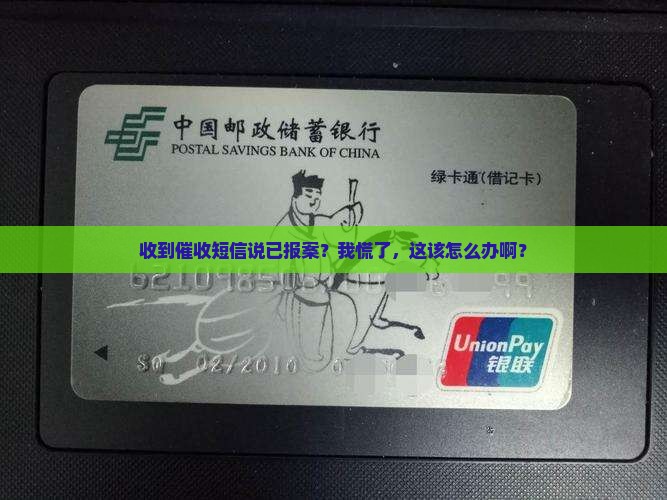 中国邮政储蓄银行
POSTAL SAVINGS BANK OF CHINA
绿卡通(借记卡)
收到催收短信说已报案？我慌了，这该怎么办啊？
UnionPay
银联
02/2010